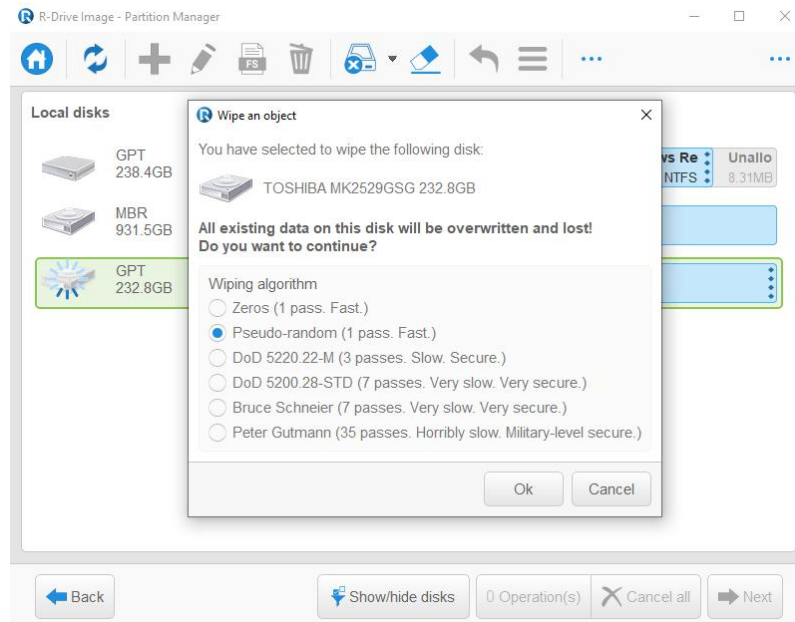 R-Drive Image - Partition Manager
FS
Local disks
GPT
238.4GB
MBR
931.5GB
GPT
232.8GB
Wipe an object
You have selected to wipe the following disk:
TOSHIBA MK2529GSG 232.8GB
All existing data on this disk will be overwritten and lost!
Do you want to continue?
Wiping algorithm
Zeros (1 pass. Fast.)
Pseudo-random (1 pass. Fast.)
DoD 5220.22-M (3 passes. Slow. Secure.)
DoD 5200.28-STD (7 passes. Very slow. Very secure.)
Bruce Schneier (7 passes. Very slow. Very secure.)
Peter Gutmann (35 passes. Horribly slow. Military-level secure.)
Ok Cancel
vs Re Unallo
NTFS 8.31MB
Back Show/hide disks 0 Operation(s) Cancel all Next